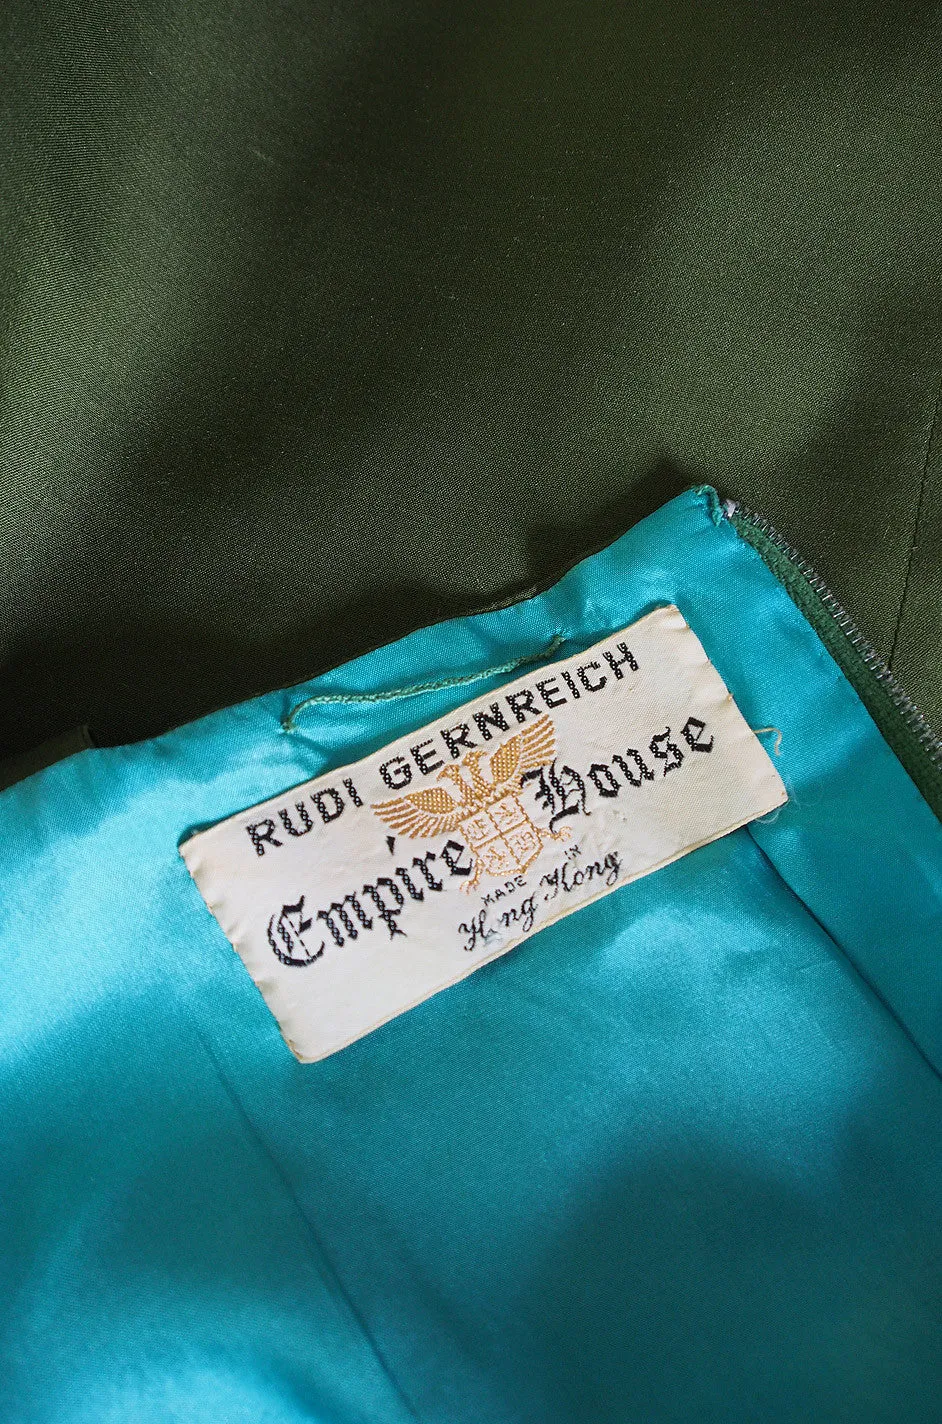 RUDI GERNREICH
Empire House
MADE IN
Hong Kong